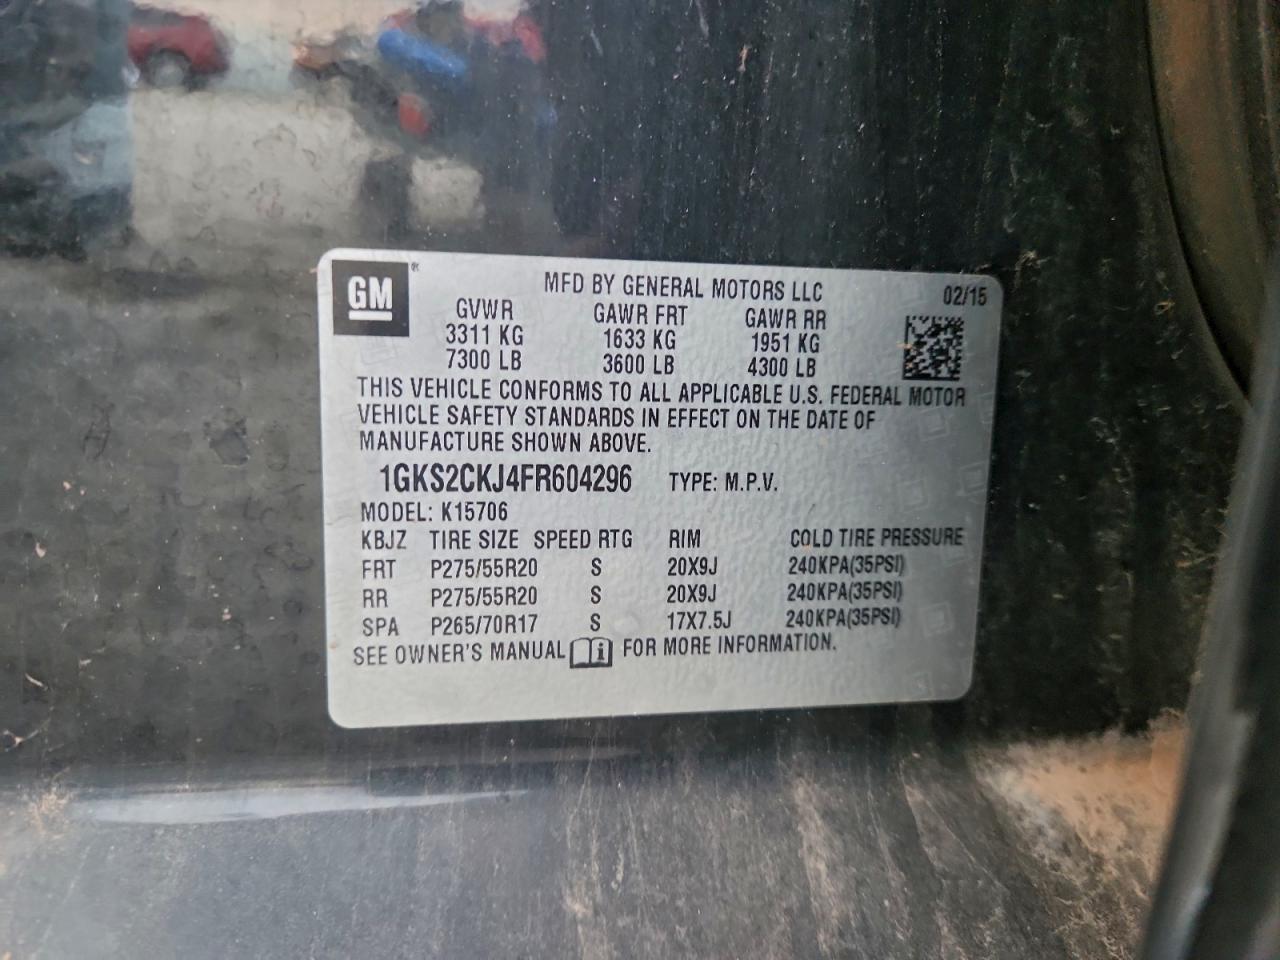 GM ® MFD BY GENERAL MOTORS LLC 02/15
GVWR GAWR FRT GAWR RR
3311 KG 1633 KG 1951 KG
7300 LB 3600 LB 4300 LB
THIS VEHICLE CONFORMS TO ALL APPLICABLE U.S. FEDERAL MOTOR
VEHICLE SAFETY STANDARDS IN EFFECT ON THE DATE OF
MANUFACTURE SHOWN ABOVE.
1GKS2CKJ4FR604296 TYPE: M.P.V.
MODEL: K15706
KBJZ TIRE SIZE SPEED RTG RIM COLD TIRE PRESSURE
FRT P275/55R20 S 20X9J 240KPA(35PSI)
RR P275/55R20 S 20X9J 240KPA(35PSI)
SPA P265/70R17 S 17X7.5J 240KPA(35PSI)
SEE OWNER'S MANUAL i FOR MORE INFORMATION.